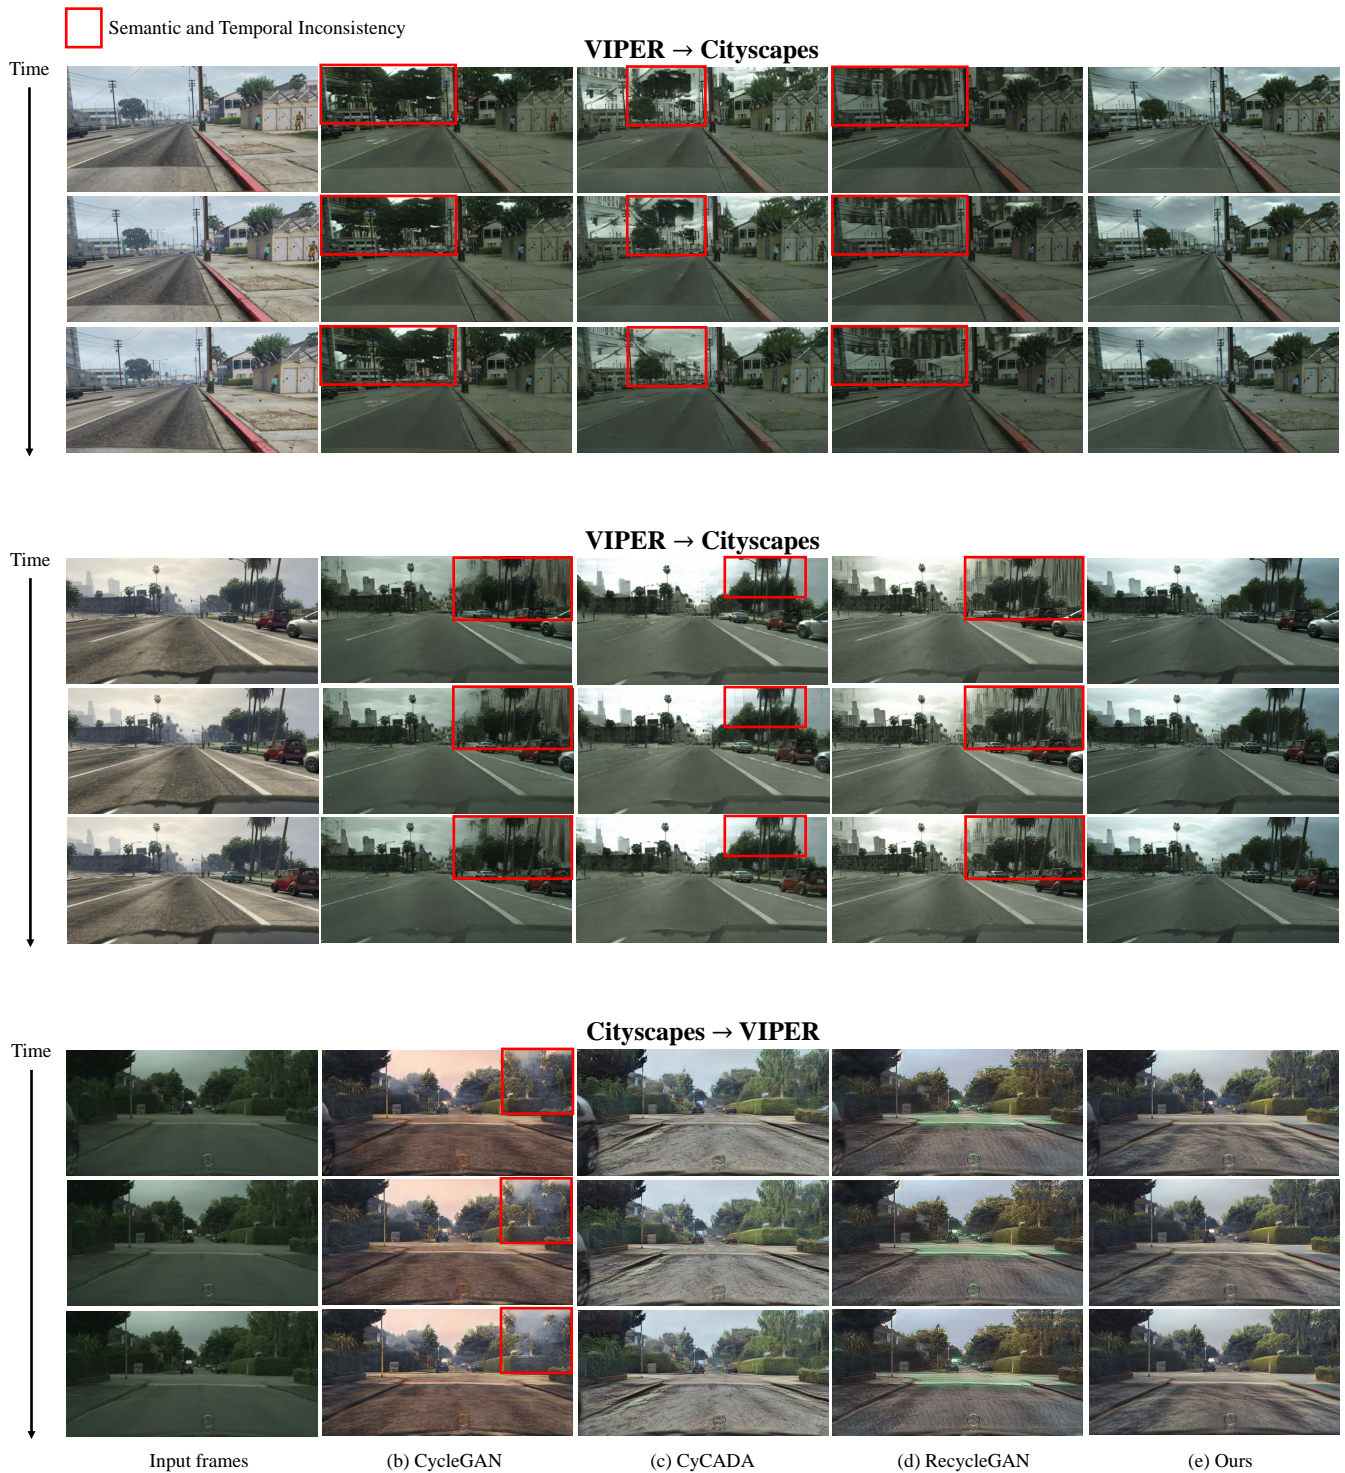 Semantic and Temporal Inconsistency
VIPER → Cityscapes
Time
VIPER → Cityscapes
Time
Cityscapes → VIPER
Time
Input frames (b) CycleGAN (c) CyCADA (d) RecycleGAN (e) Ours